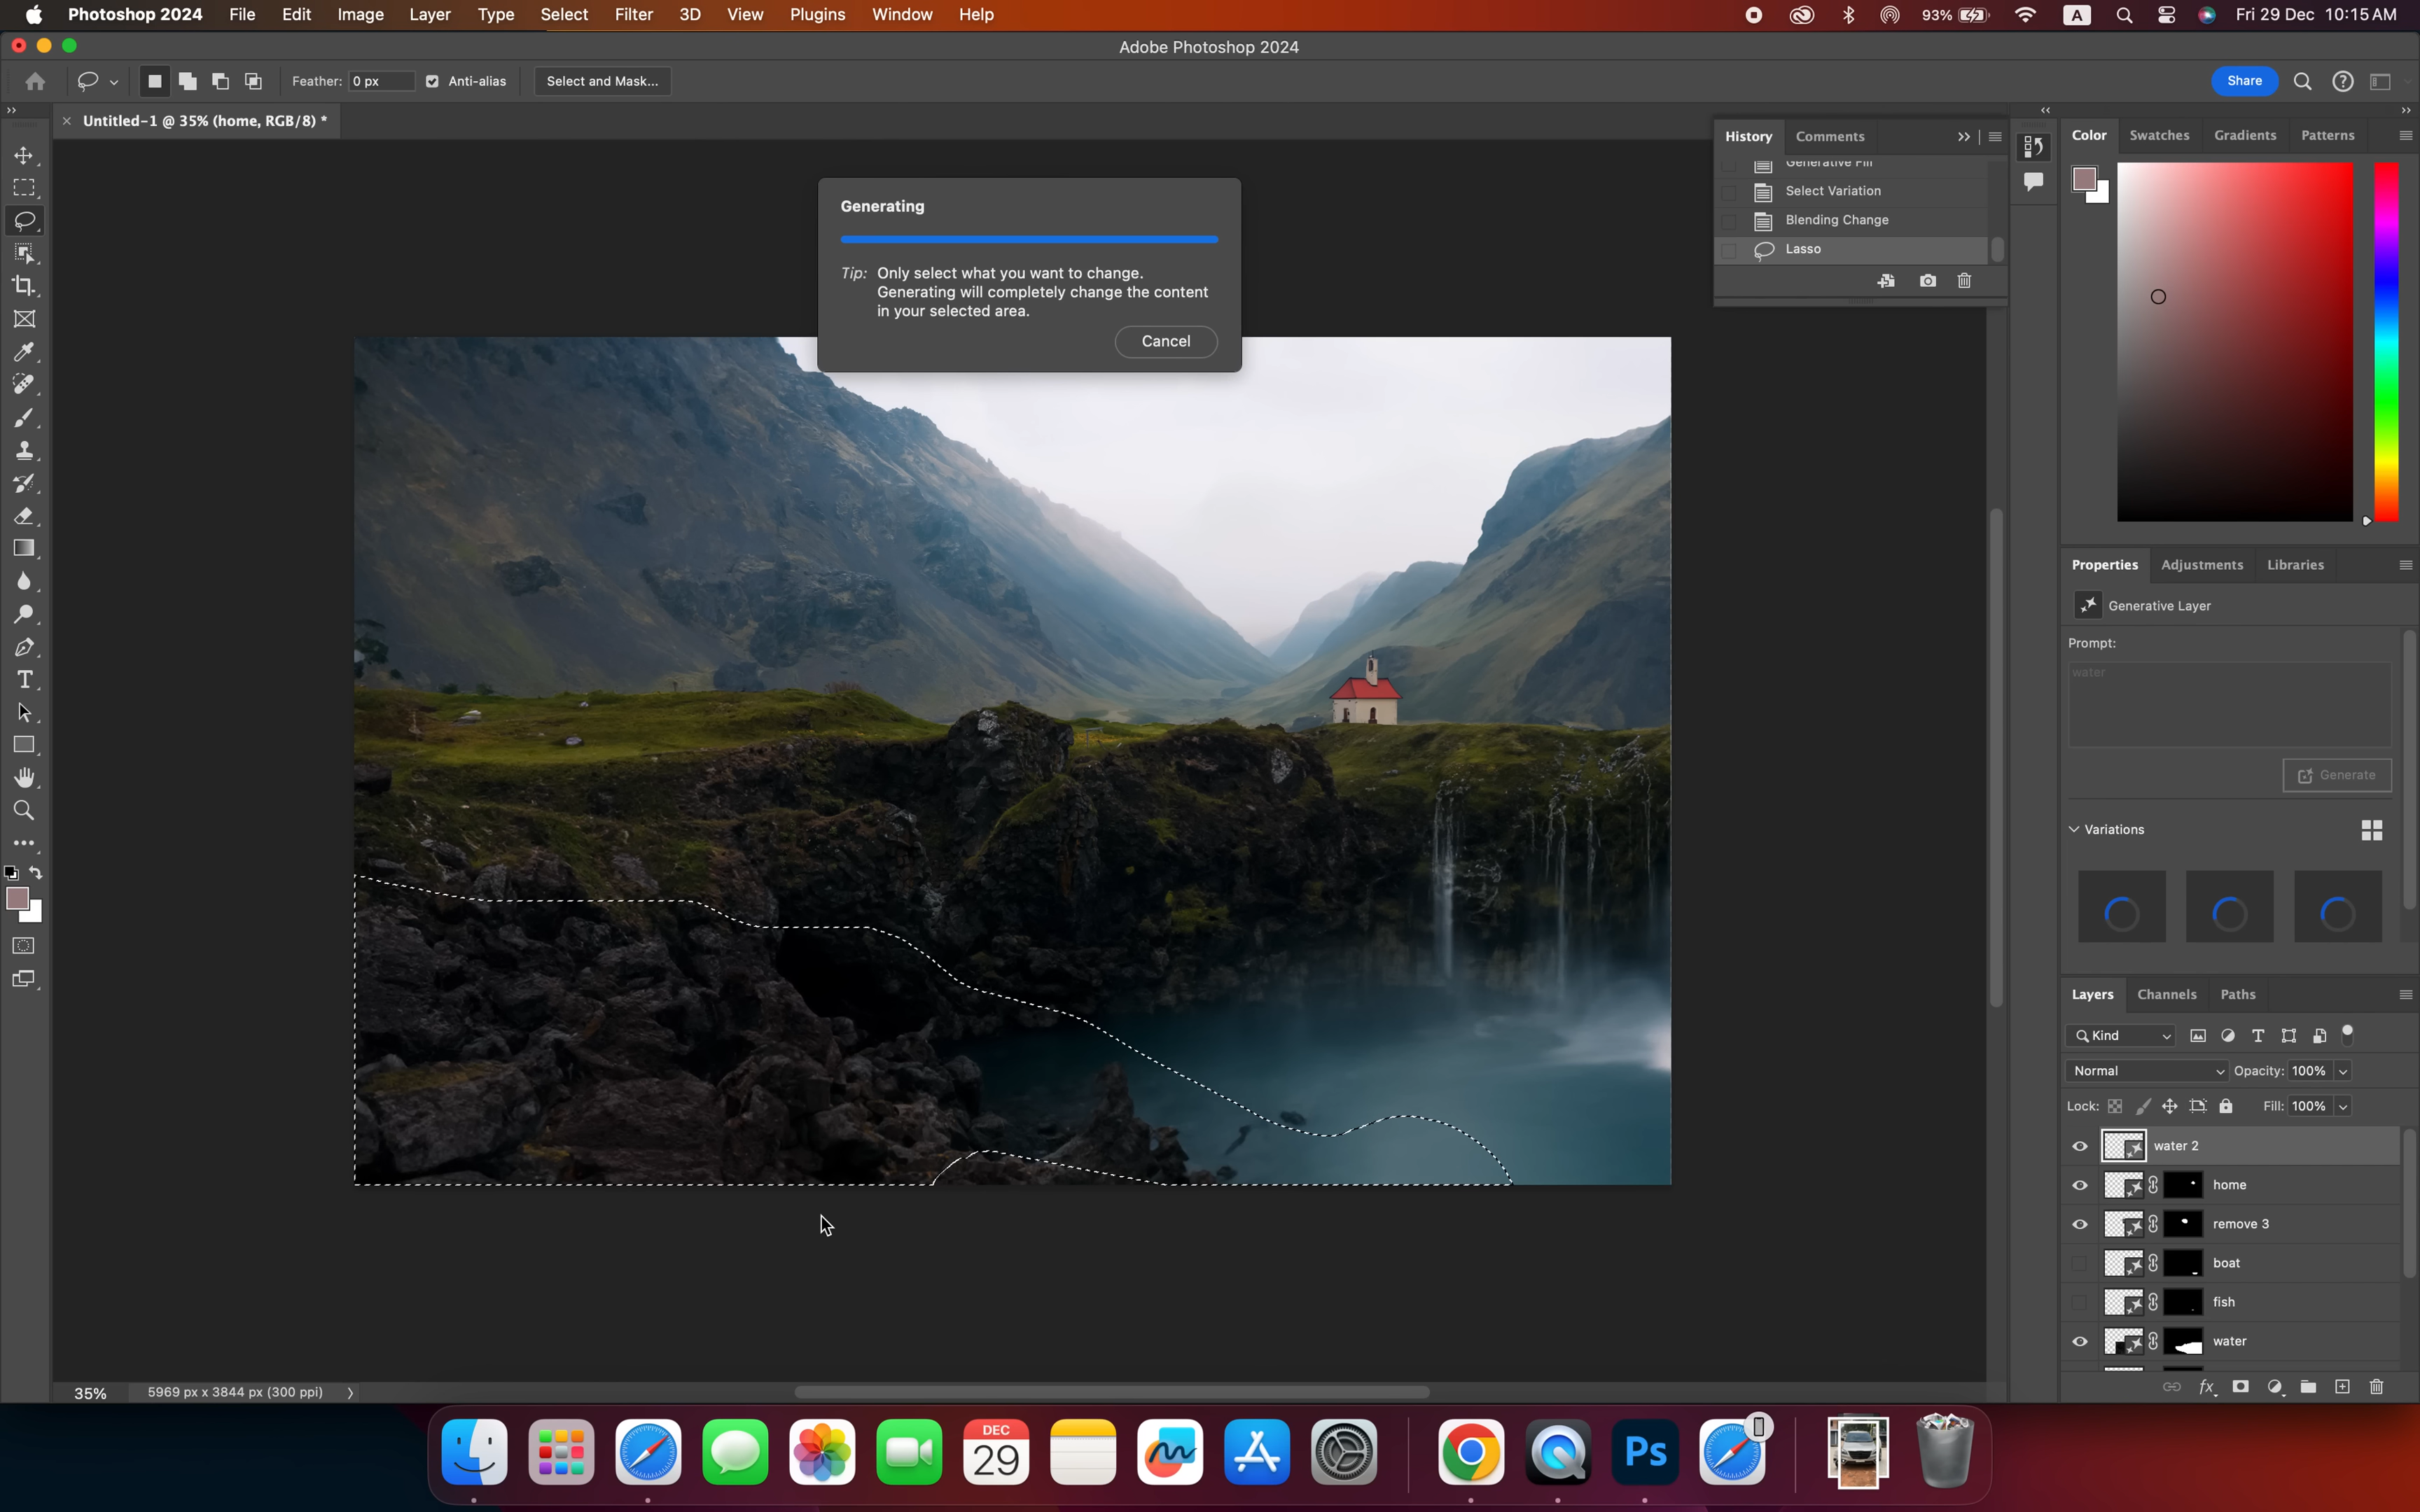 Photoshop 2024 File Edit Image Layer Type Select Filter 3D View Plugins Window Help 93% A Fri 29 Dec 10:15 AM
Adobe Photoshop 2024
Feather: 0 px Anti-alias Select and Mask... Share
Untitled-1 @ 35% (home, RGB/8) *
History Comments
Generative Fill
Select Variation
Blending Change
Lasso
Color Swatches Gradients Patterns
Generating
Tip: Only select what you want to change.
Generating will completely change the content
in your selected area.
Cancel
Properties Adjustments Libraries
Generative Layer
Prompt:
water
Generate
Variations
Layers Channels Paths
Kind
Normal Opacity: 100%
Lock: Fill: 100%
water 2
home
remove 3
boat
fish
water
35% 5969 px x 3844 px (300 ppi)
DEC
29
Ps